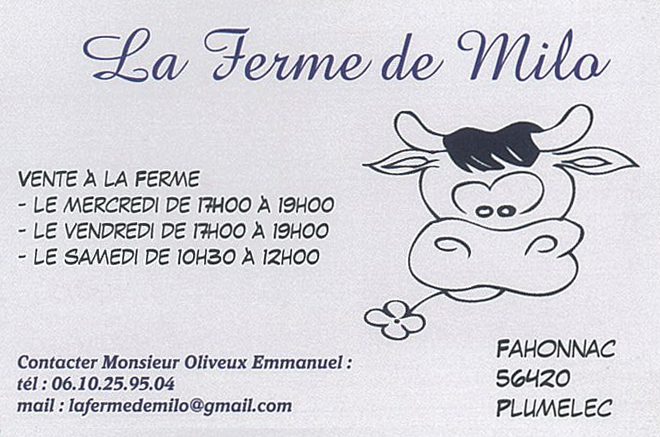 La Ferme de Milo
VENTE À LA FERME
- LE MERCREDI DE 17H00 À 19H00
- LE VENDREDI DE 17H00 À 19H00
- LE SAMEDI DE 10H30 À 12H00
Contacter Monsieur Oliveux Emmanuel :
tél : 06.10.25.95.04
mail : lafermedemilo@gmail.com
FAHONNAC
56420
PLUMELEC